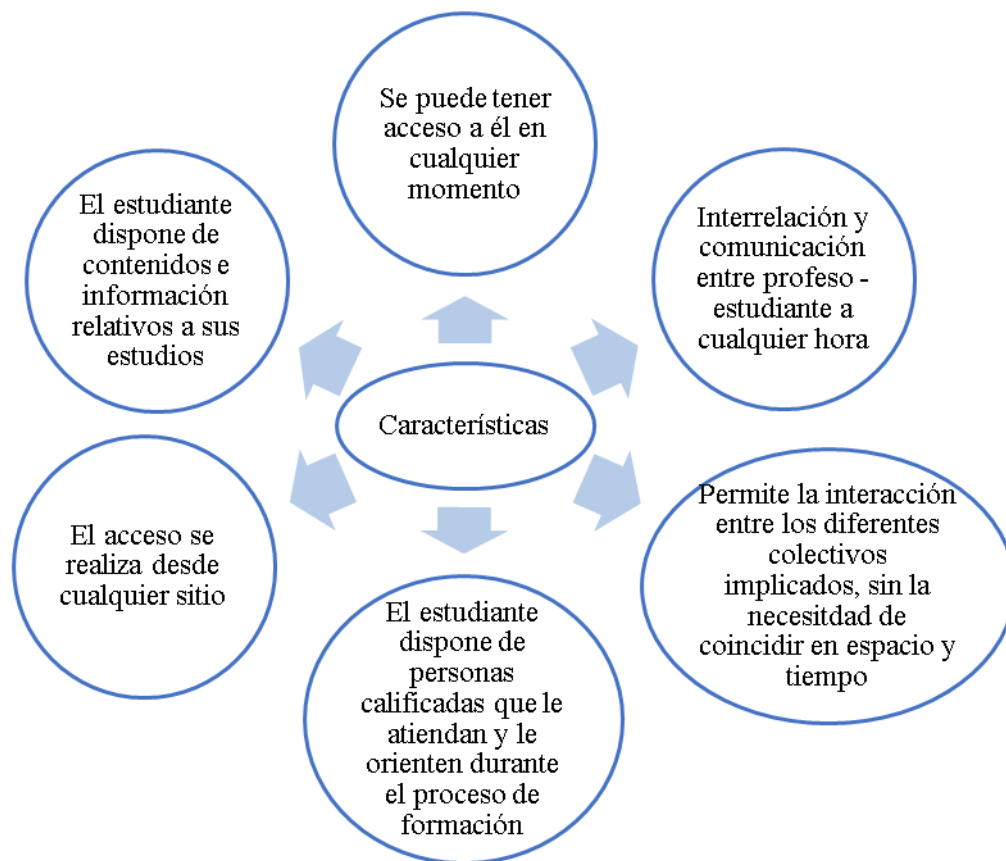 Se puede tener
acceso a él en
cualquier
momento
Interrelación y
comunicación
entre profeso -
estudiante a
cualquier hora
Permite la interacción
entre los diferentes
colectivos
implicados, sin la
necesitdad de
coincidir en espacio y
tiempo
El estudiante
dispone de
personas
calificadas que le
atiendan y le
orienten durante
el proceso de
formación
El acceso se
realiza desde
cualquier sitio
El estudiante
dispone de
contenidos e
información
relativos a sus
estudios
Caracterísficas